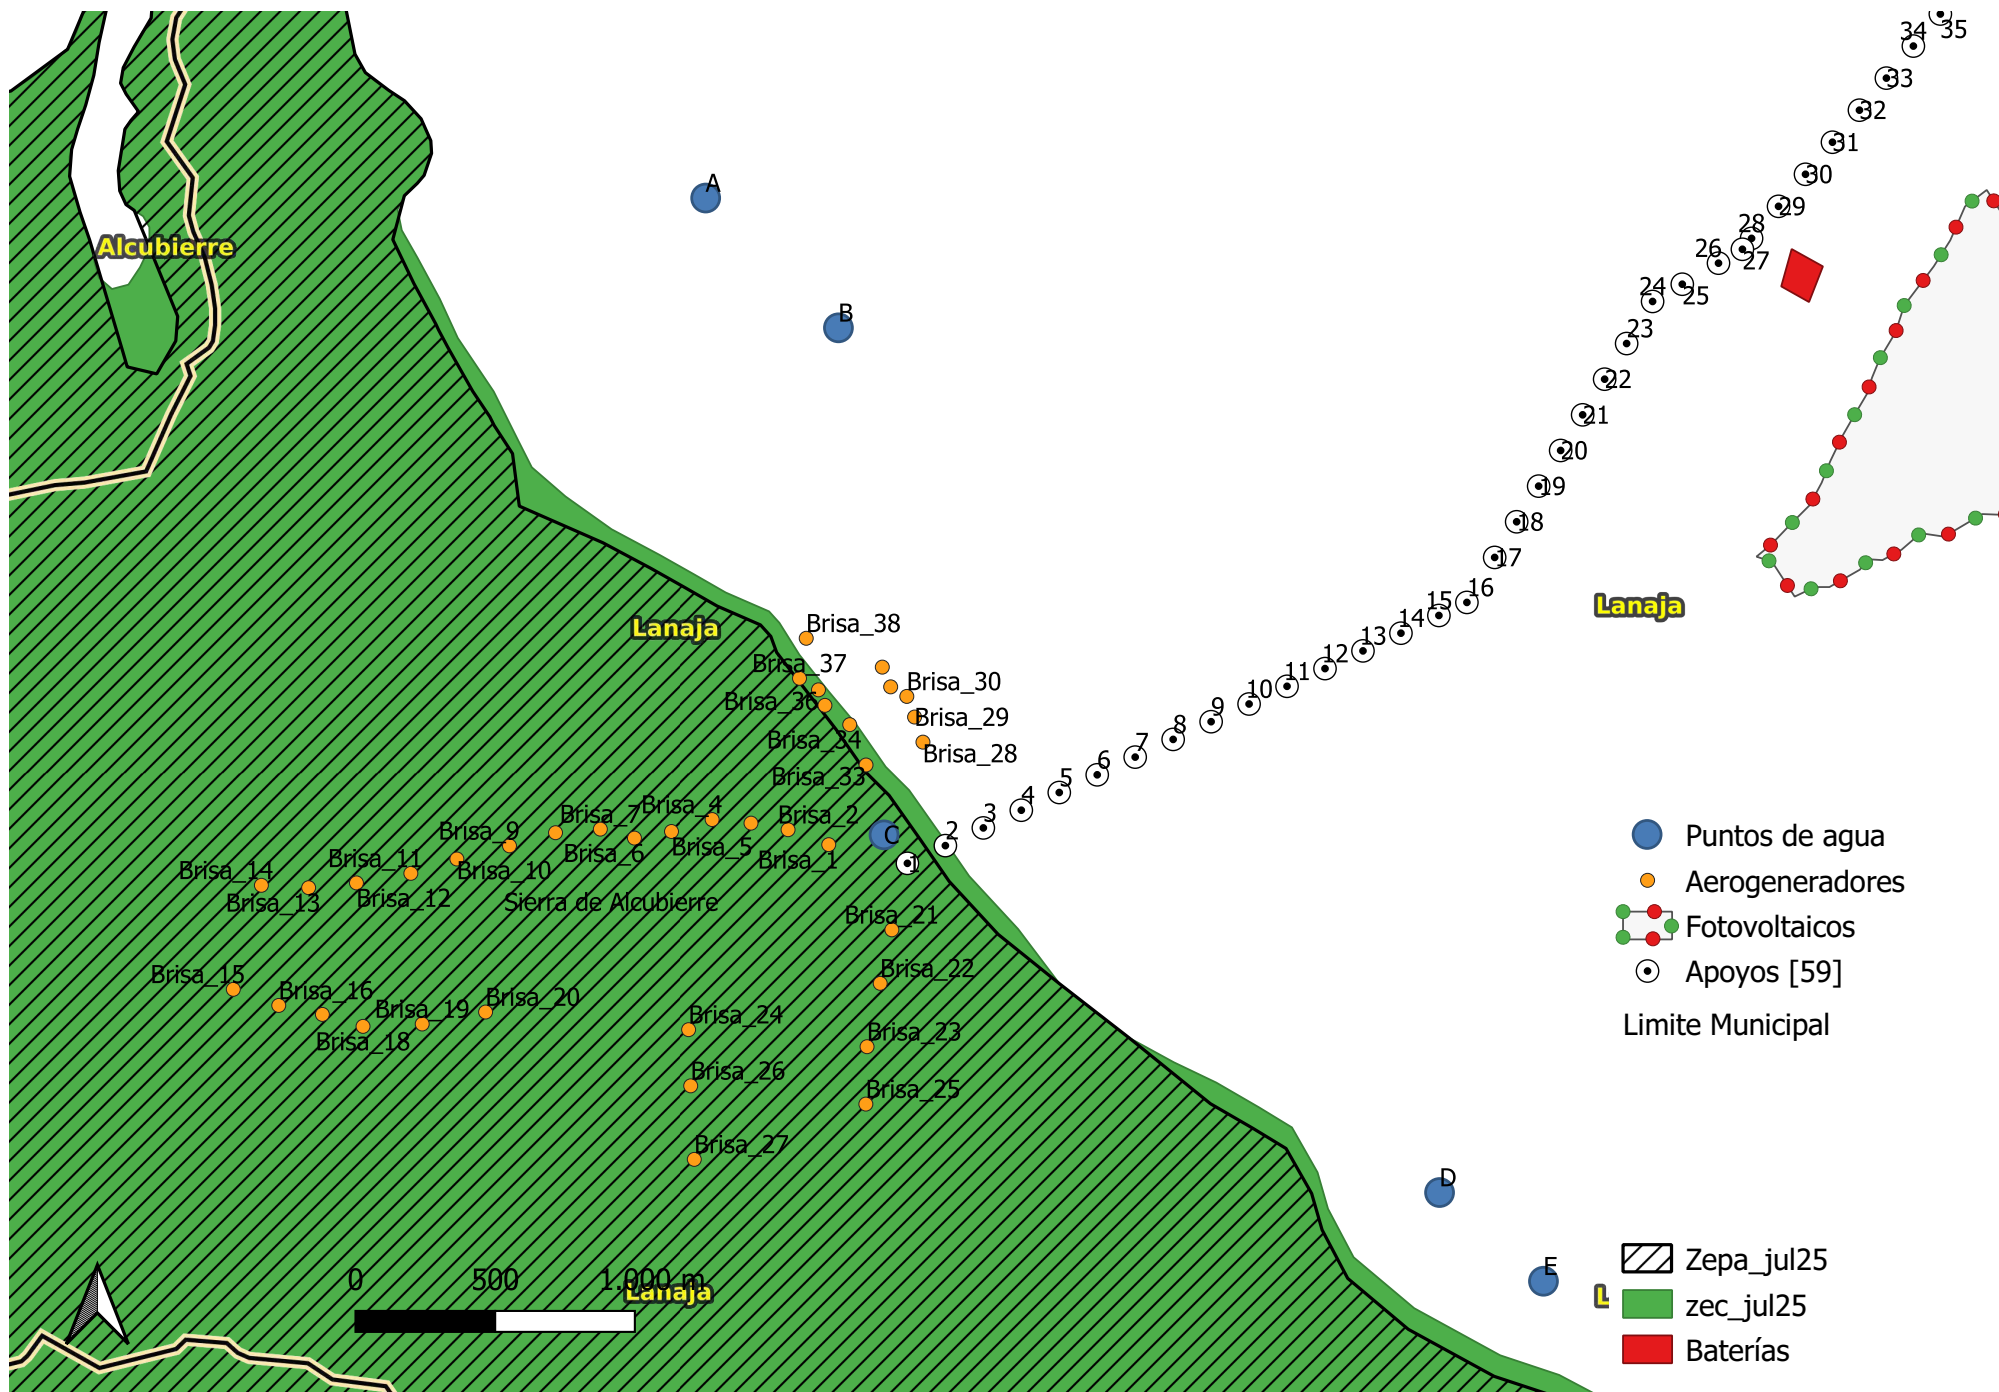 35
34
33
32
31
30
A
29
28
Alcubierre
26
27
24
25
B
23
22
21
20
19
18
17
16
15
Lanaja
14
Brisa_38
Lanaja
13
12
Brisa_37
11
Brisa_30
10
Brisa_36
9
Brisa_29
8
Brisa_34
7
Brisa_28
6
Brisa_33
5
4
Brisa_4
Brisa_7
Brisa_2
3
2
C
Brisa_9
Brisa_5
Brisa_6
Brisa_1
1
Brisa_11
Brisa_14
Brisa_10
Brisa_12
Brisa_13
Sierra de Alcubierre
Brisa_21
Brisa_22
Brisa_15
Brisa_16
Brisa_20
Brisa_19
Brisa_24
Brisa_18
Brisa_23
Brisa_26
Brisa_25
Brisa_27
D
E
Puntos de agua
Aerogeneradores
Fotovoltaicos
Apoyos [59]
Limite Municipal
Zepa_jul25
zec_jul25
Baterías
0 500 1.000 m
Lanaja
L